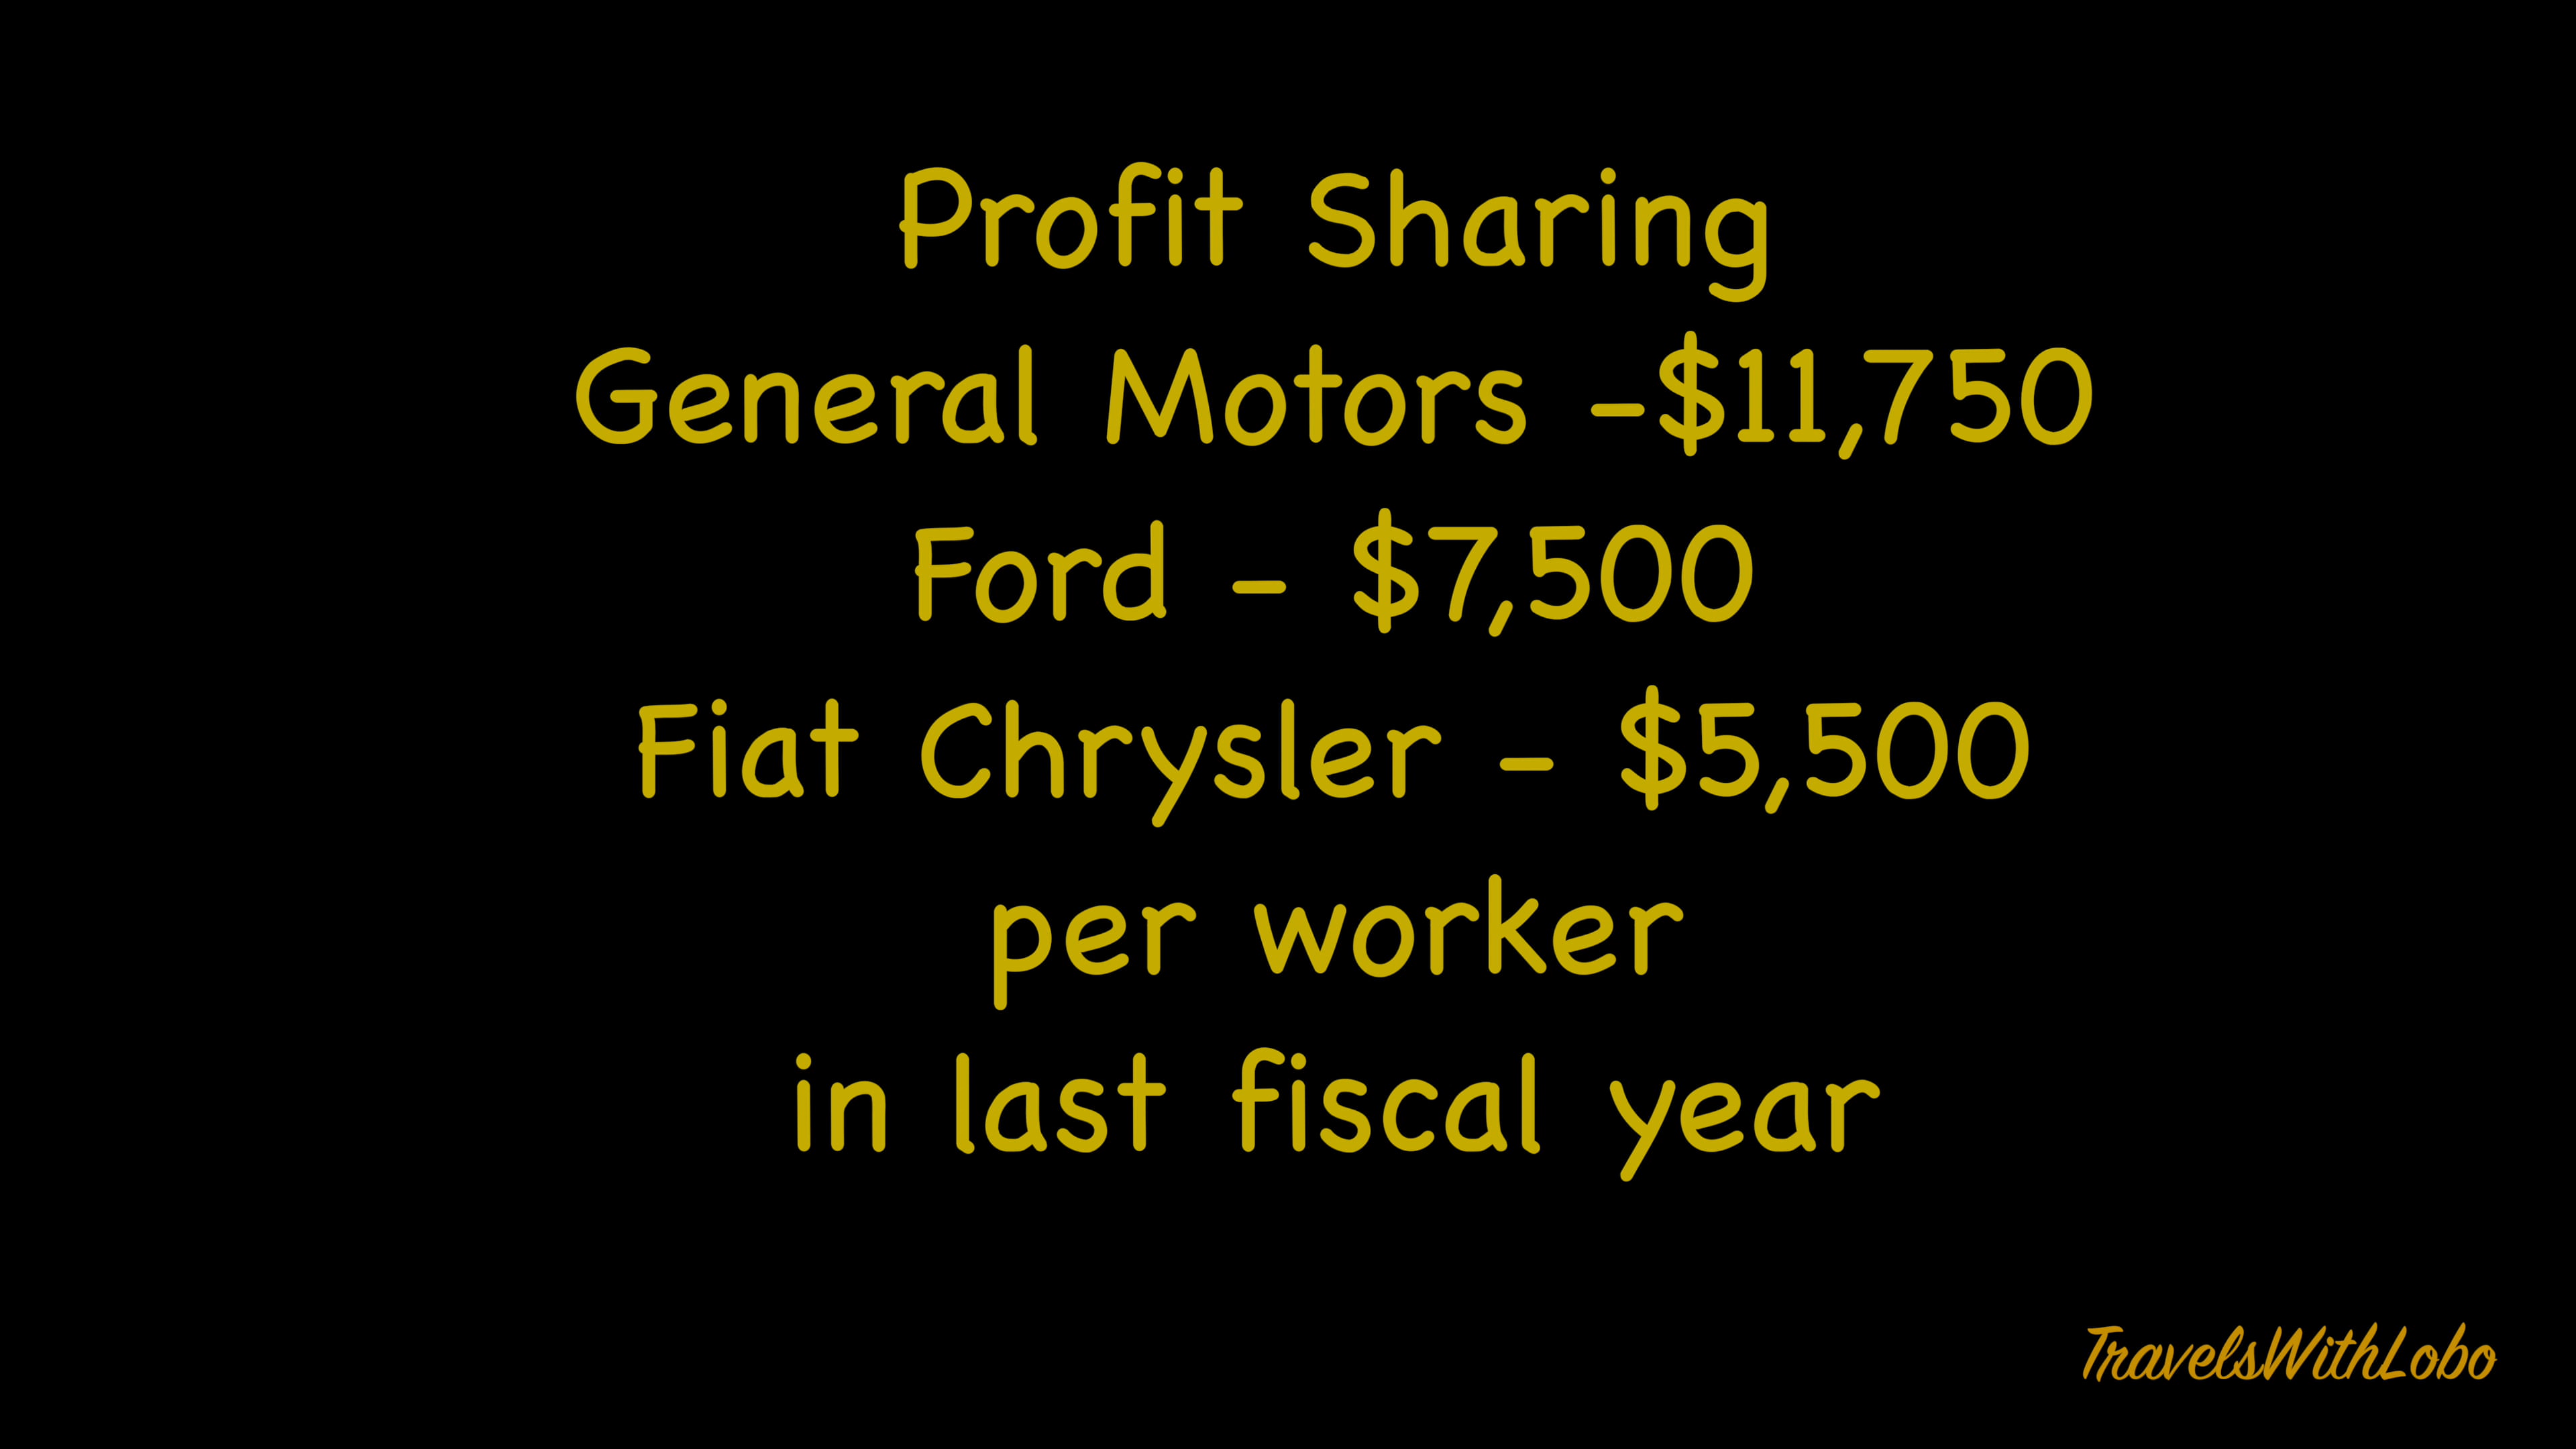 Profit Sharing
General Motors -$11,750
Ford - $7,500
Fiat Chrysler - $5,500
per worker
in last fiscal year
TravelsWithLobo